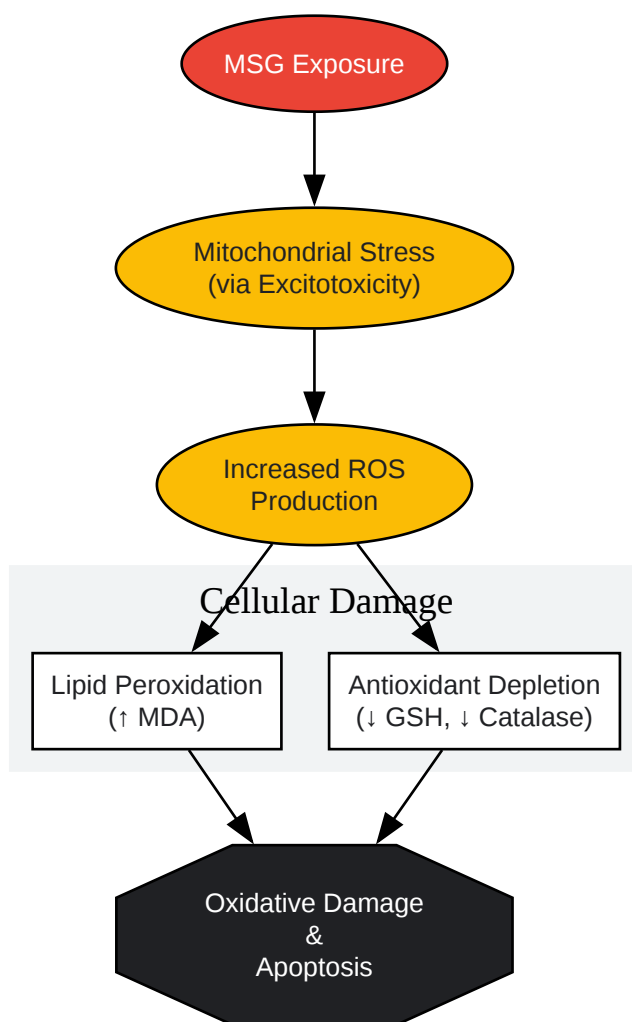 MSG Exposure
Mitochondrial Stress
(via Excitotoxicity)
Increased ROS
Production
Cellular Damage
Lipid Peroxidation
(↑ MDA)
Antioxidant Depletion
(↓ GSH, ↓ Catalase)
Oxidative Damage
&
Apoptosis